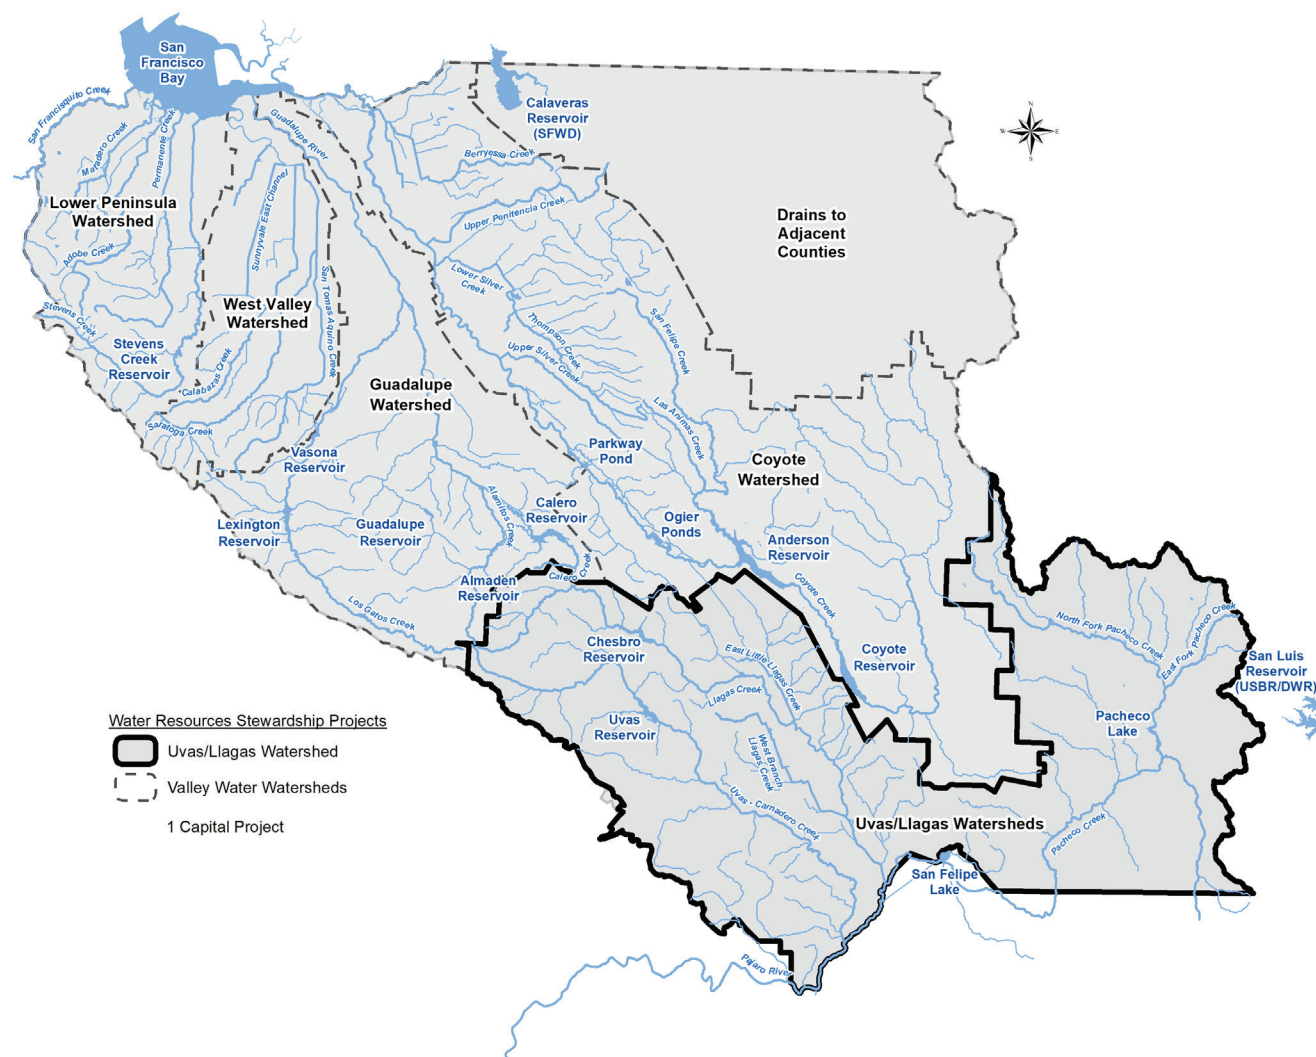 San
Francisco
Bay
San Francisquito Creek
Matadero Creek
Permanente Creek
Guadalupe River
Calaveras
Reservoir
(SFWD)
N
W
E
S
Berryessa Creek
Lower Peninsula
Watershed
Sunnyvale East Channel
Upper Penitencia Creek
Drains to
Adjacent
Counties
Adobe Creek
San Tomas Aquino Creek
Lower Silver
Creek
West Valley
Watershed
Stevens Creek
Stevens
Creek
Reservoir
Thompson Creek
San Felipe Creek
Upper Silver Creek
Calabazas Creek
Guadalupe
Watershed
Saratoga Creek
Las Animas Creek
Vasona
Reservoir
Parkway
Pond
Coyote
Watershed
Alamitos Creek
Calero
Reservoir
Lexington
Reservoir
Guadalupe
Reservoir
Ogier
Ponds
Anderson
Reservoir
Almaden
Reservoir
Calero Creek
Coyote Creek
Los Gatos Creek
North Fork Pacheco Creek
East Fork Pacheco Creek
Chesbro
Reservoir
East Little Llagas Creek
Coyote
Reservoir
San Luis
Reservoir
(USBR/DWR)
Llagas Creek
Uvas
Reservoir
West Branch
Llagas Creek
Pacheco
Lake
Water Resources Stewardship Projects
Uvas/Llagas Watershed
Valley Water Watersheds
1 Capital Project
Uvas - Carnadero Creek
Uvas/Llagas Watersheds
Pacheco Creek
San Felipe
Lake
Pajaro River